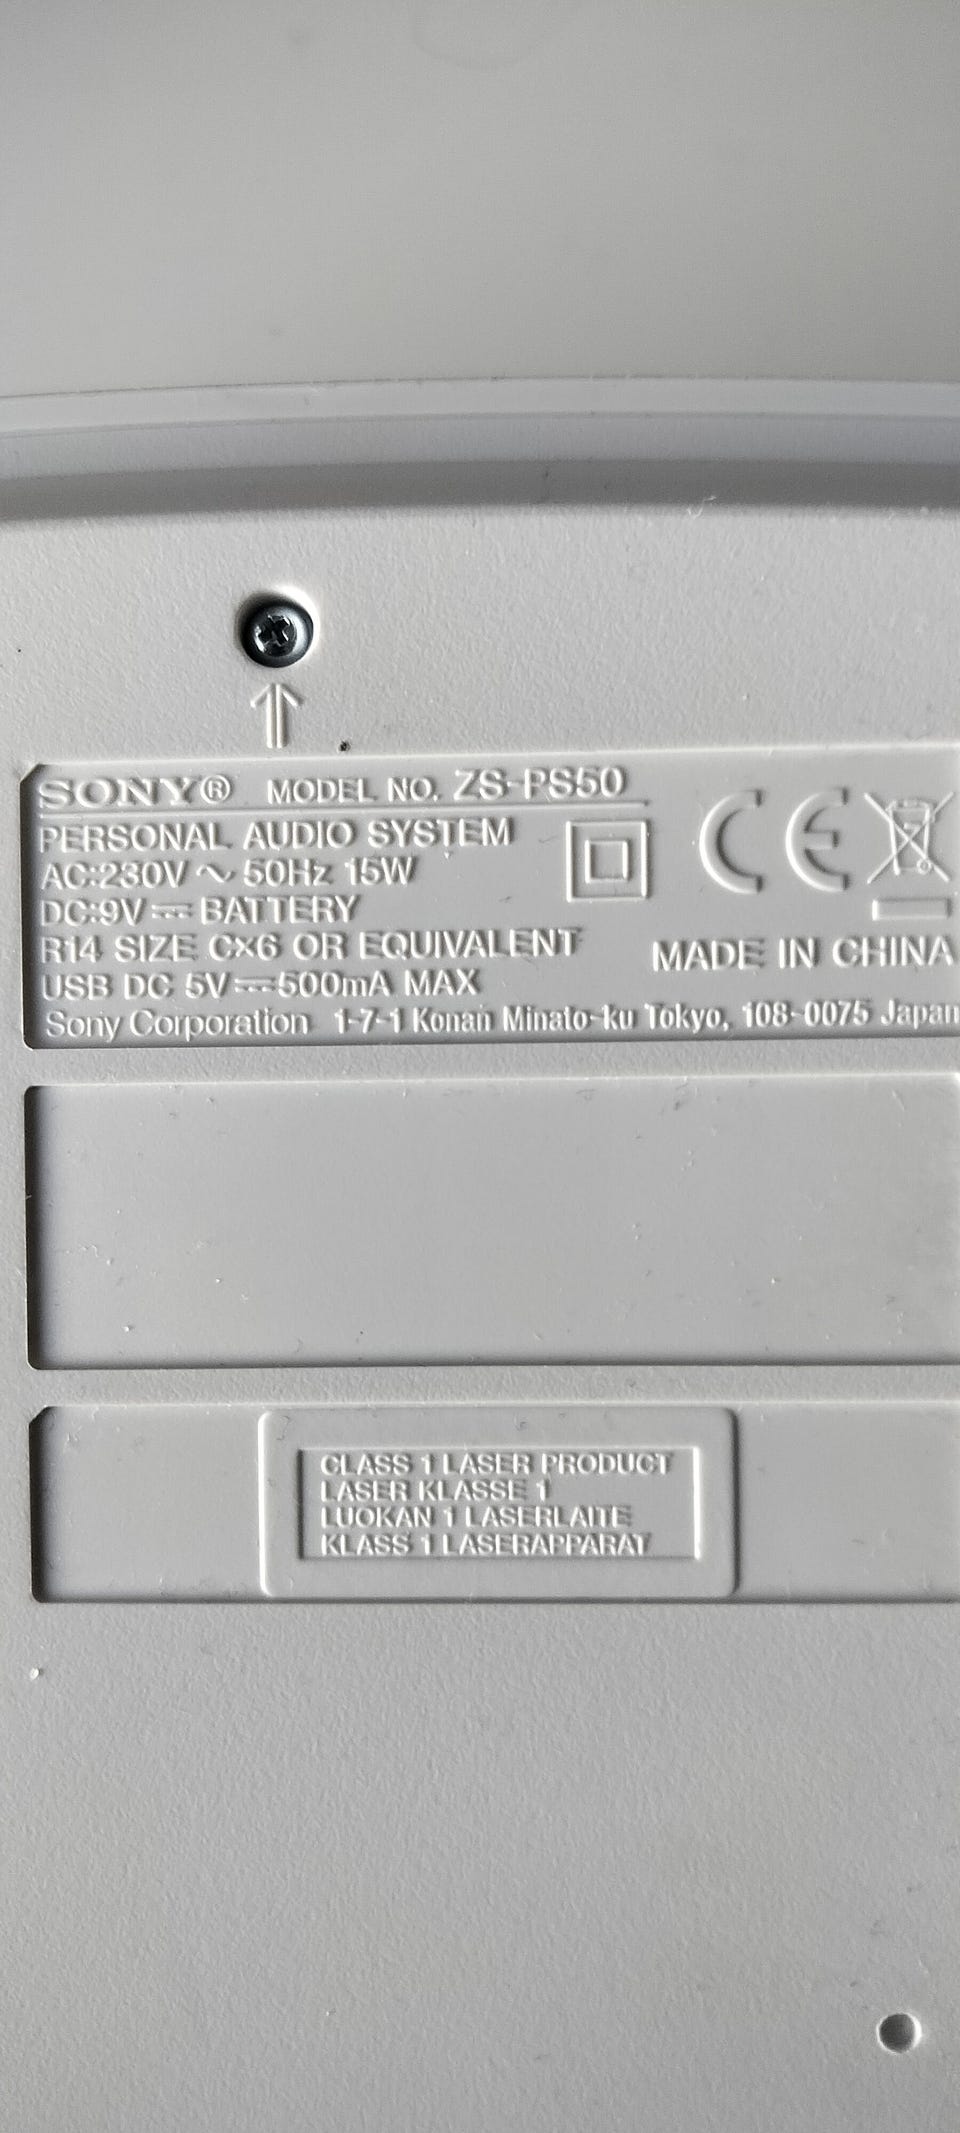 SONY® MODEL NO. ZS-PS50
PERSONAL AUDIO SYSTEM
AC:230V ~ 50Hz 15W
DC:9V ⎓ BATTERY
R14 SIZE C×6 OR EQUIVALENT
USB DC 5V ⎓ 500mA MAX
CE
MADE IN CHINA
Sony Corporation 1-7-1 Konan Minato-ku Tokyo, 108-0075 Japan
CLASS 1 LASER PRODUCT
LASER KLASSE 1
LUOKAN 1 LASERLAITE
KLASS 1 LASERAPPARAT